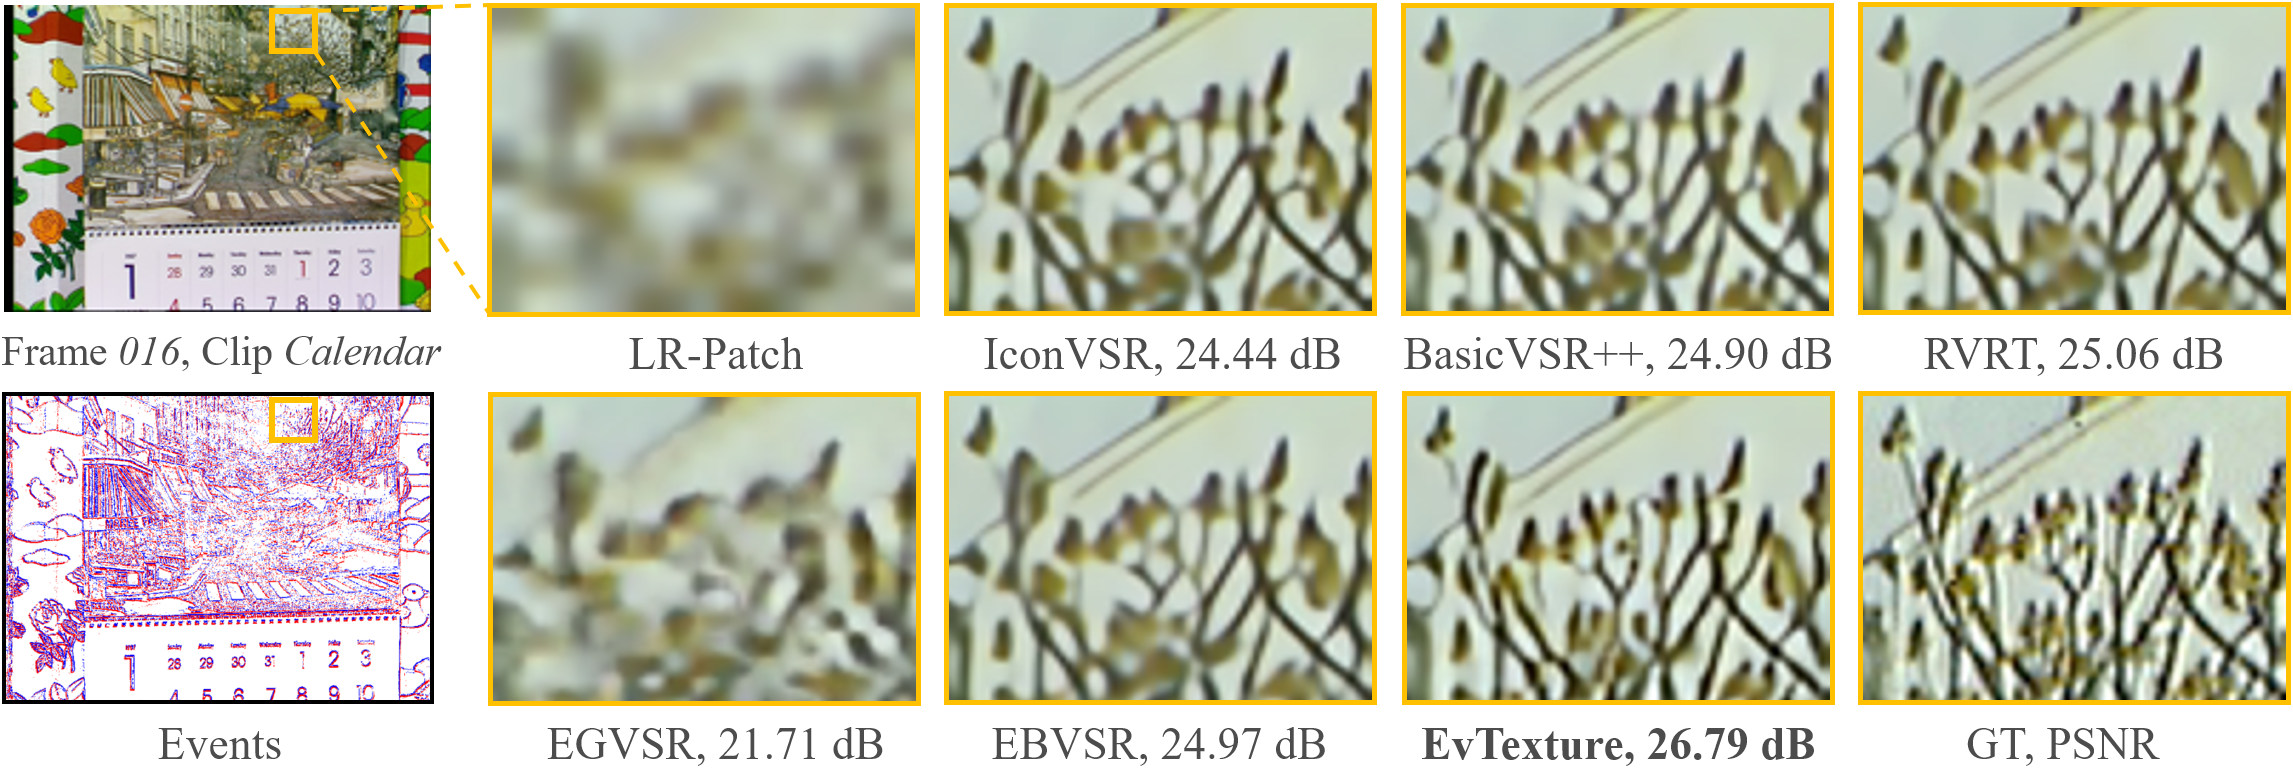 1 28 29 30 31 1 2 3
4 5 6 7 8 9 10
Frame 016, Clip Calendar
LR-Patch
IconVSR, 24.44 dB
BasicVSR++, 24.90 dB
RVRT, 25.06 dB
1 28 29 30 31 1 2 3
4 5 6 7 8 9 10
Events
EGVSR, 21.71 dB
EBVSR, 24.97 dB
EvTexture, 26.79 dB
GT, PSNR